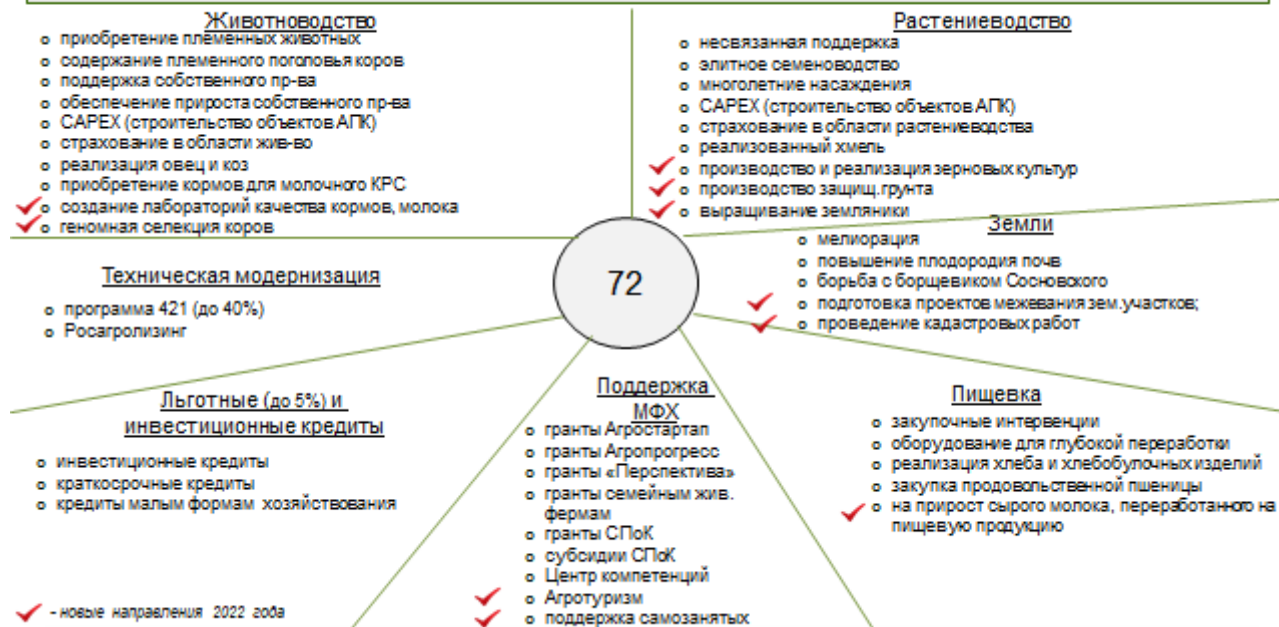 Животноводство
o приобретение племенных животных
o содержание племенного поголовья коров
o поддержка собственного пр-ва
o обеспечение прироста собственного пр-ва
o CAPEX (строительство объектов АПК)
o страхование в области жив-во
o реализация овец и коз
o приобретение кормов для молочного КРС
o создание лабораторий качества кормов, молока
o геномная селекция коров
Растениеводство
o несвязанная поддержка
o элитное семеноводство
o многолетние насаждения
o CAPEX (строительство объектов АПК)
o страхование в области растениеводства
o реализованный хмель
o производство и реализация зерновых культур
o производство защищ.грунта
o выращивание земляники
Земли
o мелиорация
o повышение плодородия почв
o борьба с борщевиком Сосновского
o подготовка проектов межевания зем.участков;
o проведение кадастровых работ
72
Техническая модернизация
o программа 421 (до 40%)
o Росагролизинг
Льготные (до 5%) и
инвестиционные кредиты
o инвестиционные кредиты
o краткосрочные кредиты
o кредиты малым формам хозяйствования
Поддержка
МФХ
o гранты Агростартап
o гранты Агропрогресс
o гранты «Перспектива»
o гранты семейным жив.
фермам
o гранты СПоК
o субсидии СПоК
o Центр компетенций
o Агротуризм
o поддержка самозанятых
Пищевка
o закупочные интервенции
o оборудование для глубокой переработки
o реализация хлеба и хлебобулочных изделий
o закупка продовольственной пшеницы
o на прирост сырого молока, переработанного на
пищевую продукцию
- новые направления 2022 года